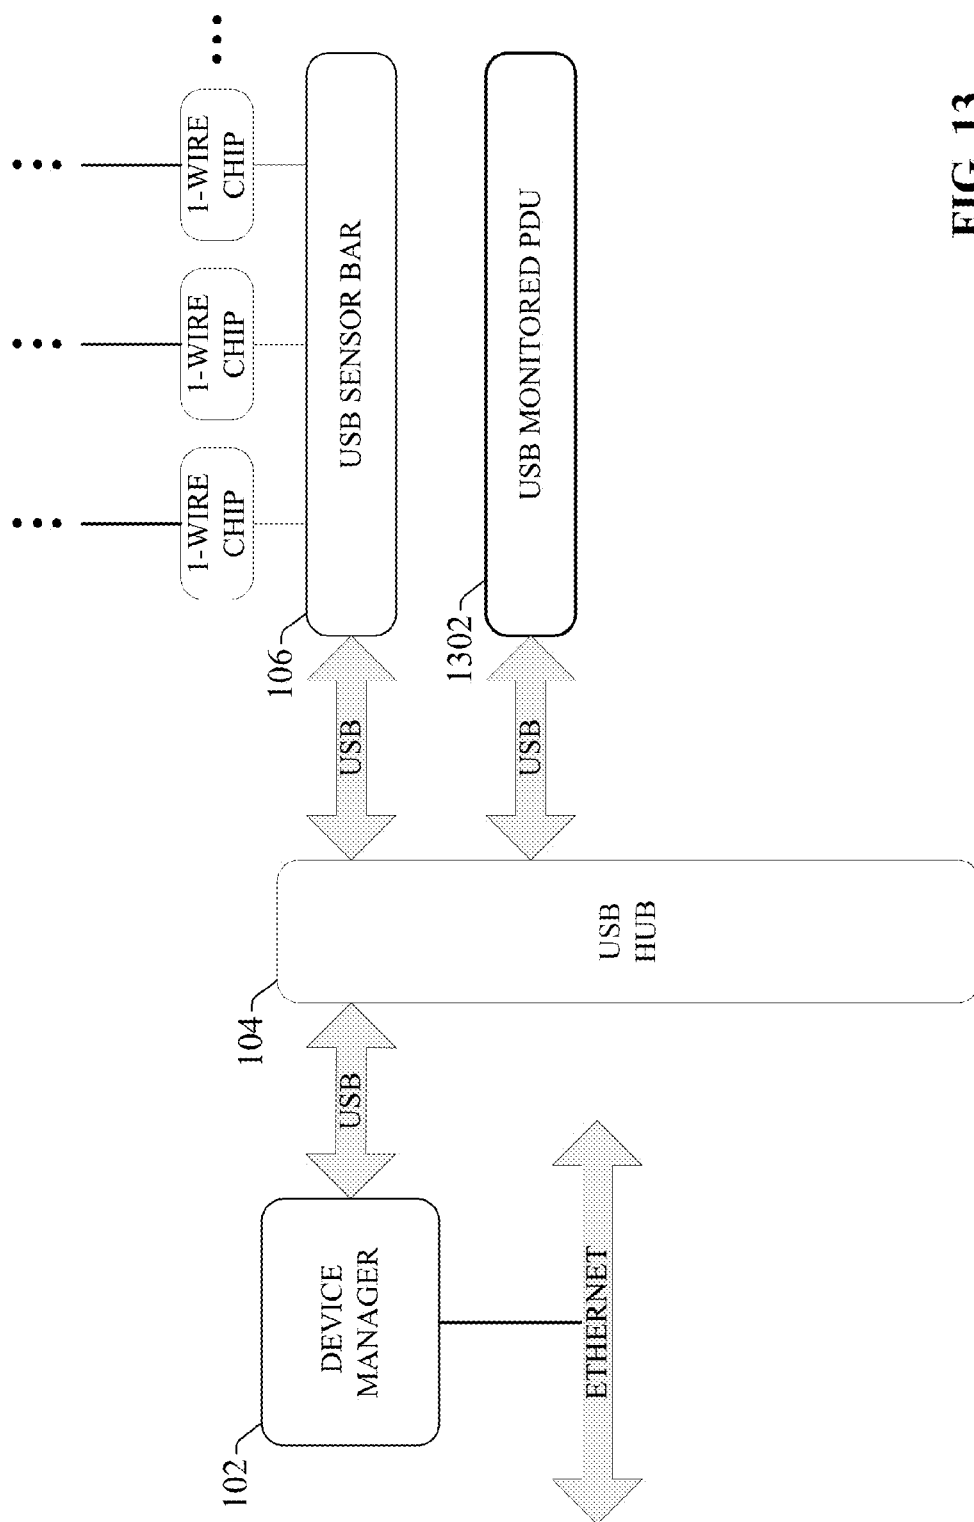 1-WIRE
CHIP
1-WIRE
CHIP
1-WIRE
CHIP
102
104
106
DEVICE
MANAGER
USB
USB
USB SENSOR BAR
1302
USB
USB MONITORED PDU
ETHERNET
USB
HUB
FIG. 13